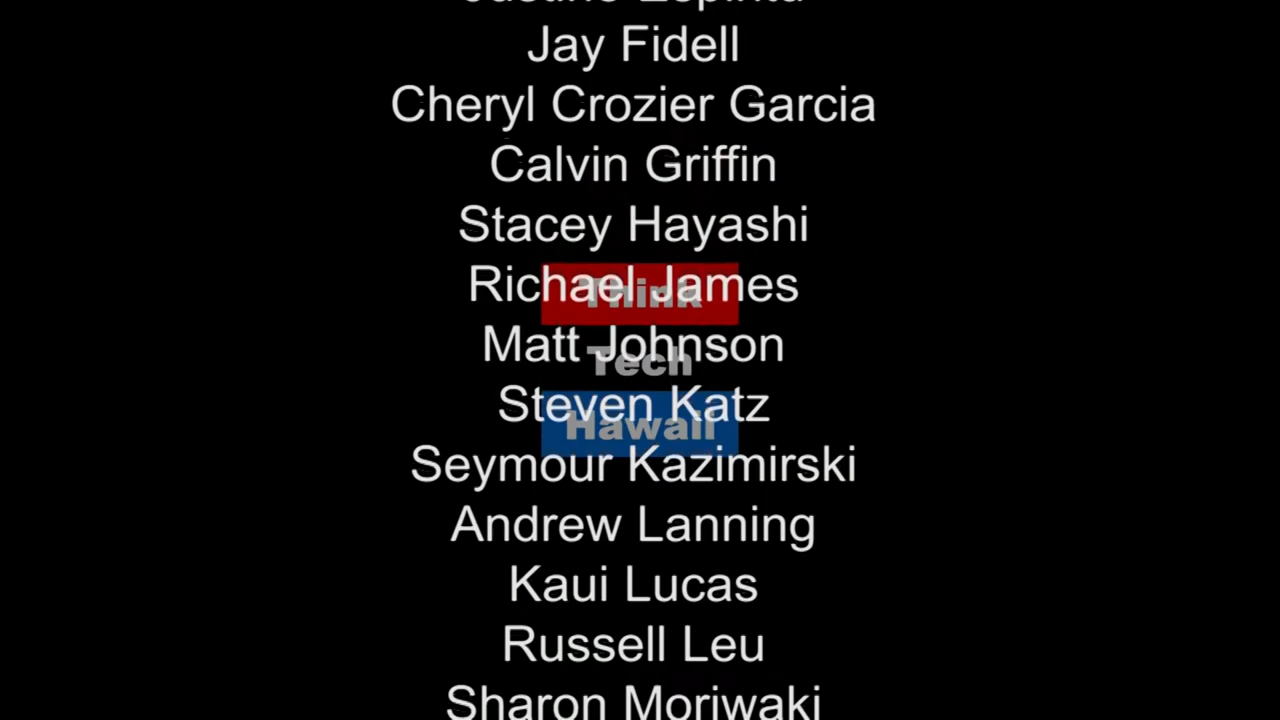 Jay Fidell
Cheryl Crozier Garcia
Calvin Griffin
Stacey Hayashi
Richael James
Think
Matt Johnson
Tech
Steven Katz
Hawaii
Seymour Kazimirski
Andrew Lanning
Kaui Lucas
Russell Leu
Sharon Moriwaki